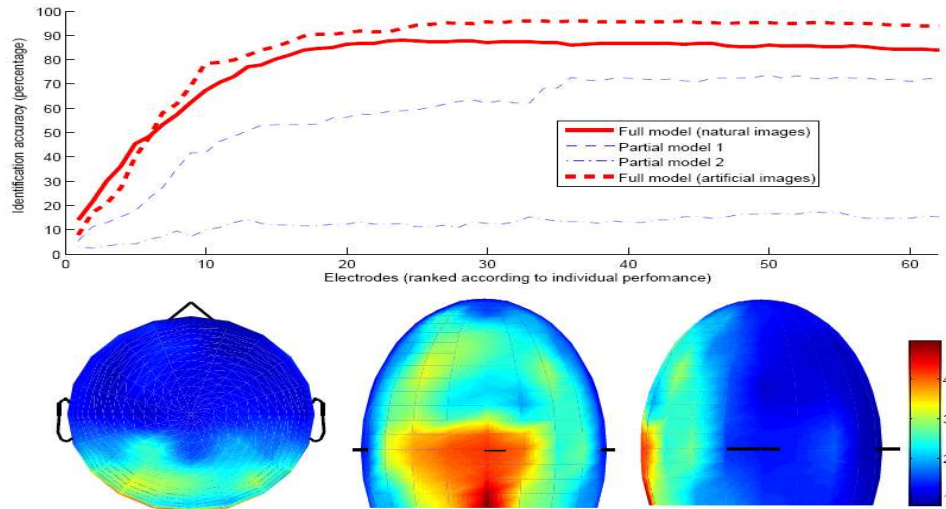 Identification accuracy (percentage)
100
90
80
70
60
50
40
30
20
10
0
Full model (natural images)
Partial model 1
Partial model 2
Full model (artificial images)
0 10 20 30 40 50 60
Electrodes (ranked according to individual perfomance)